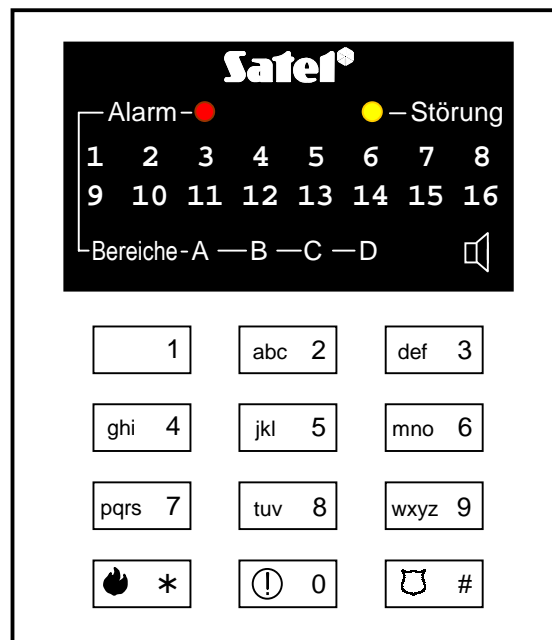 Satel®
Alarm Störung
1 2 3 4 5 6 7 8
9 10 11 12 13 14 15 16
Bereiche - A — B — C — D
1 abc 2 def 3
ghi 4 jkl 5 mno 6
pqrs 7 tuv 8 wxyz 9
* 0 #